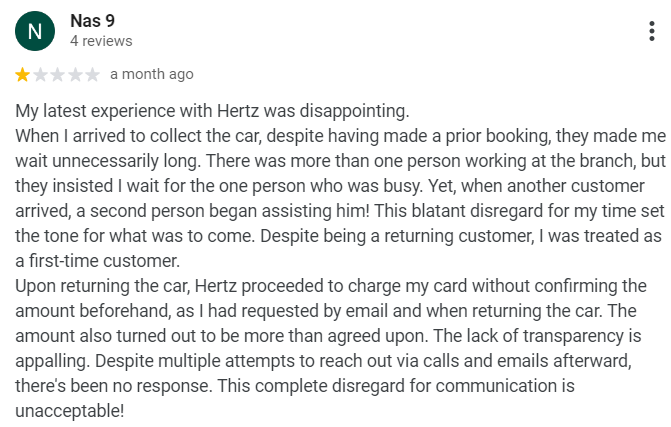 N
Nas 9
4 reviews
a month ago
My latest experience with Hertz was disappointing.
When I arrived to collect the car, despite having made a prior booking, they made me
wait unnecessarily long. There was more than one person working at the branch, but
they insisted I wait for the one person who was busy. Yet, when another customer
arrived, a second person began assisting him! This blatant disregard for my time set
the tone for what was to come. Despite being a returning customer, I was treated as
a first-time customer.
Upon returning the car, Hertz proceeded to charge my card without confirming the
amount beforehand, as I had requested by email and when returning the car. The
amount also turned out to be more than agreed upon. The lack of transparency is
appalling. Despite multiple attempts to reach out via calls and emails afterward,
there's been no response. This complete disregard for communication is
unacceptable!